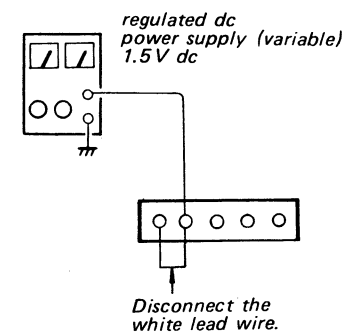 regulated dc
power supply (variable)
1.5V dc
Disconnect the
white lead wire.